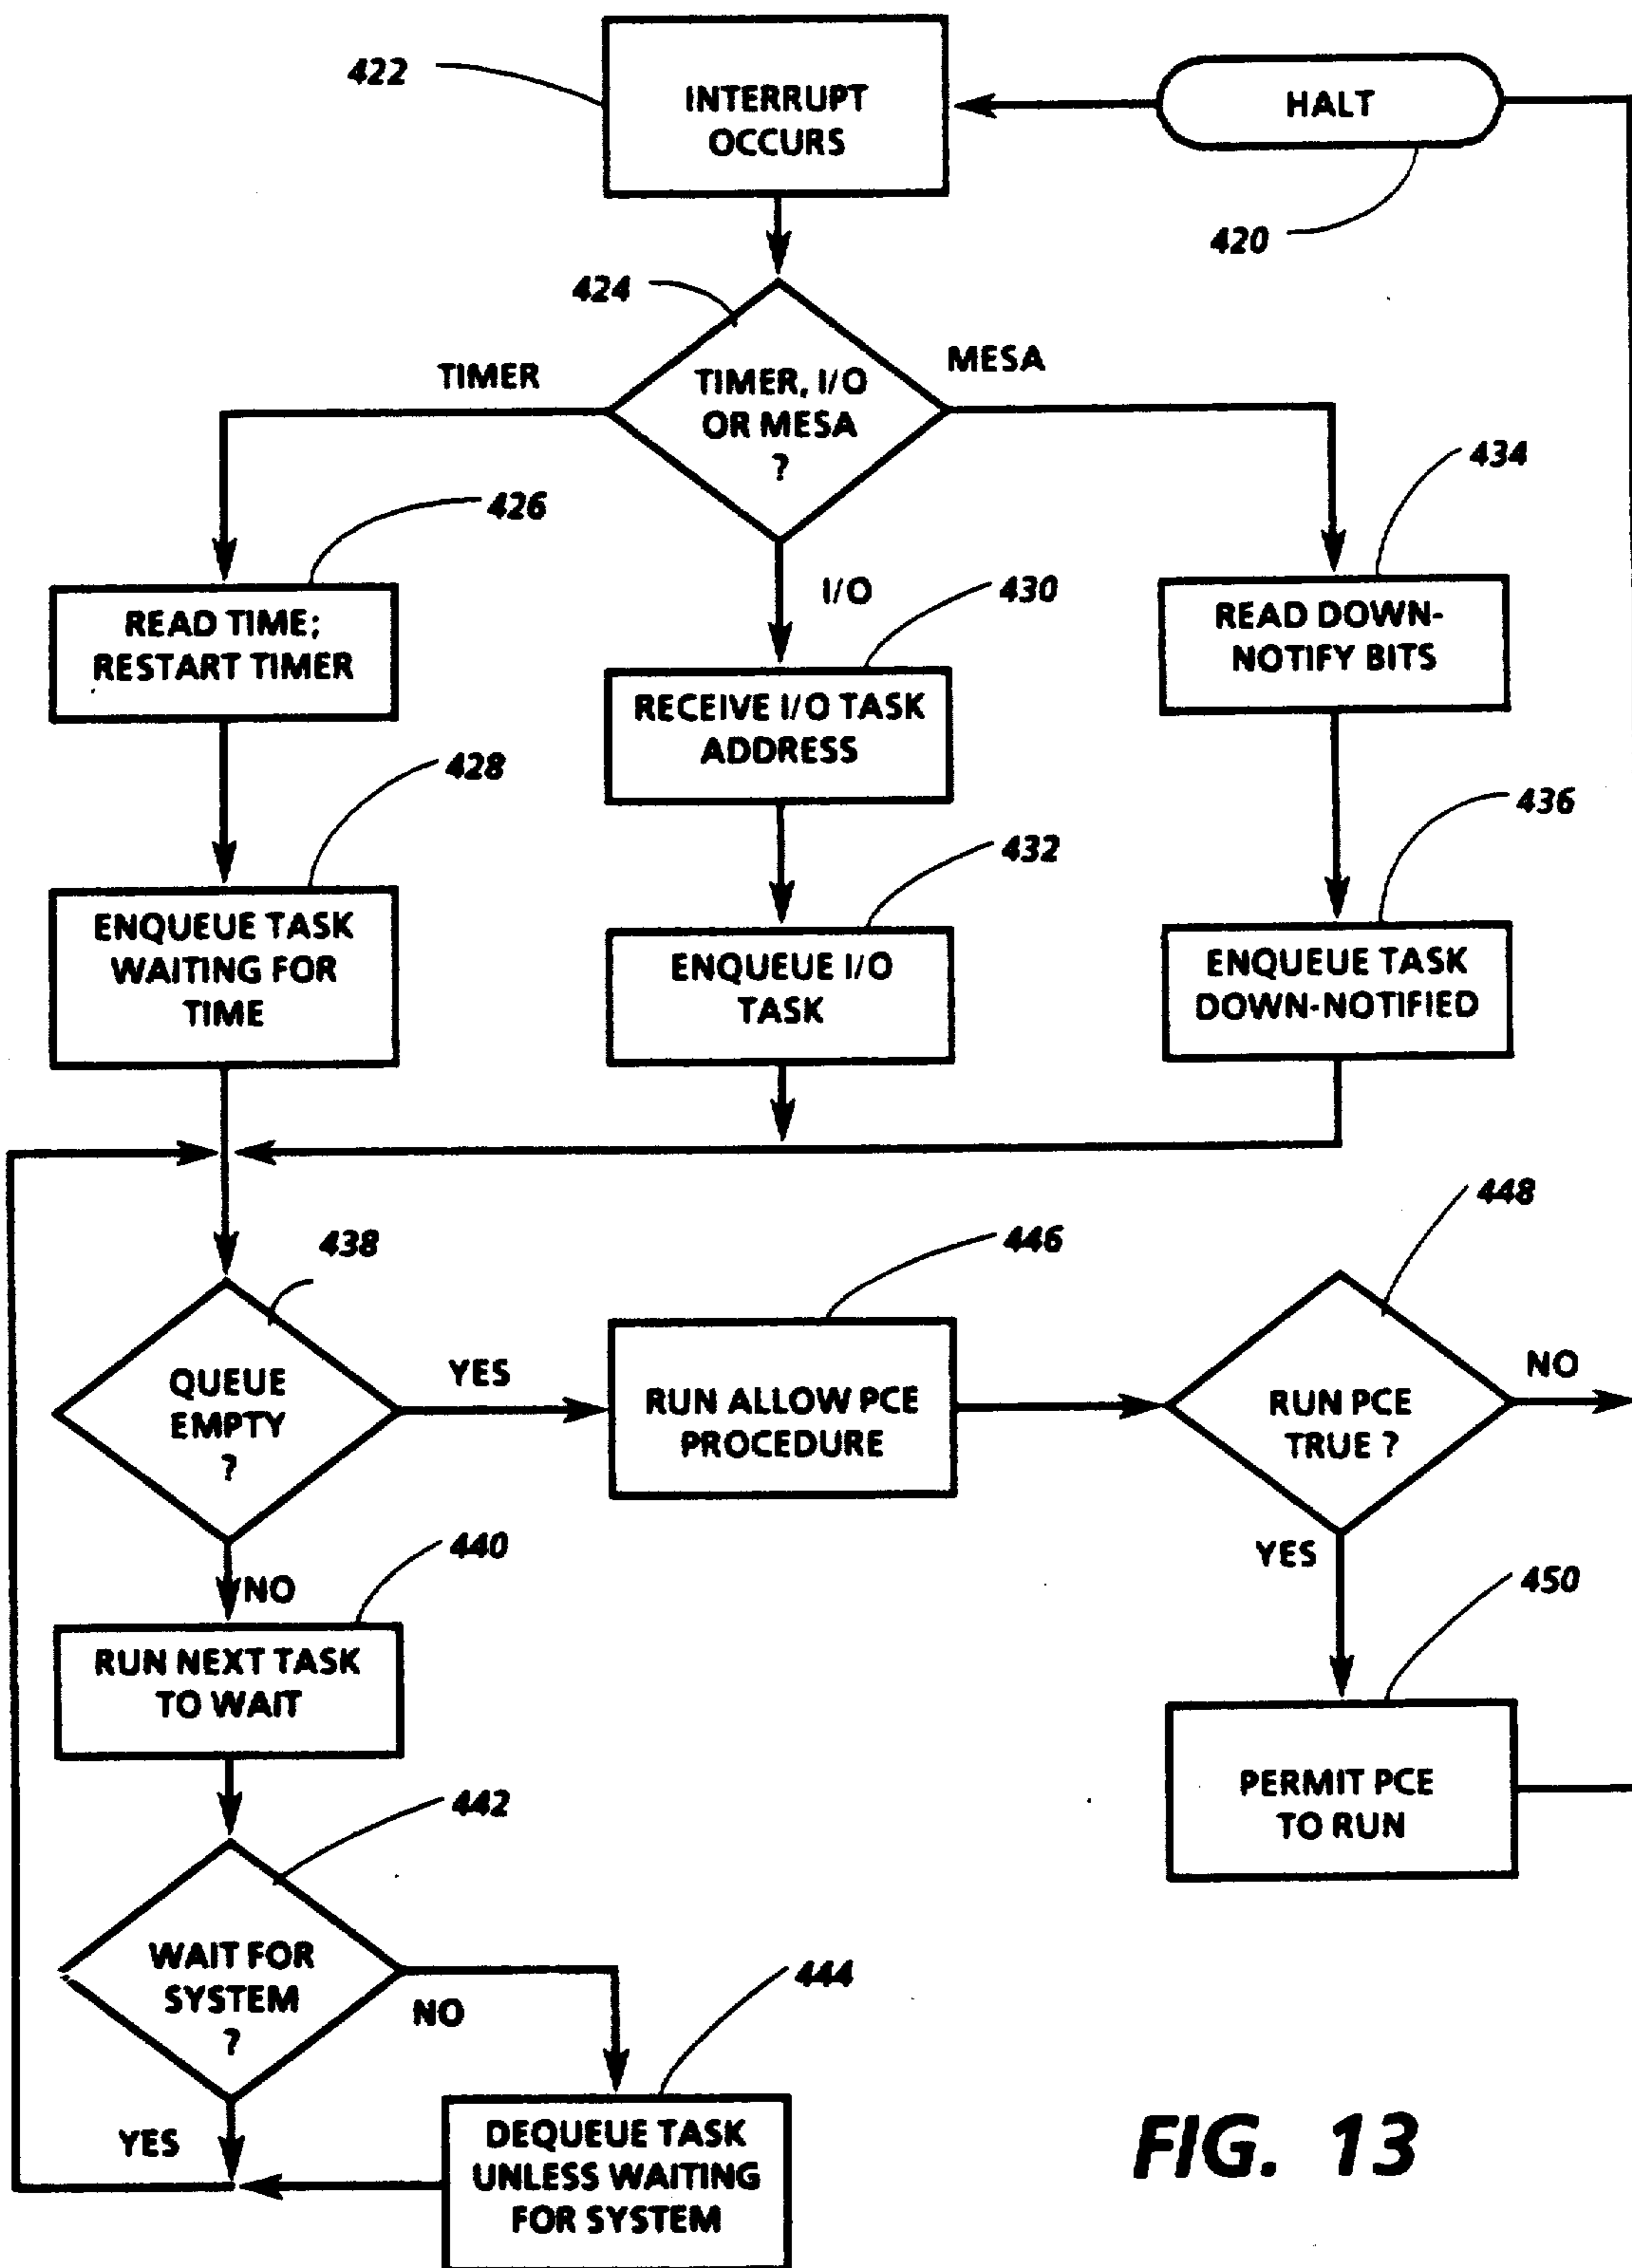 422
INTERRUPT
OCCURS
HALT
420
424
TIMER
TIMER, I/O
OR MESA
?
MESA
434
426
I/O
430
READ TIME;
RESTART TIMER
RECEIVE I/O TASK
ADDRESS
READ DOWN-
NOTIFY BITS
428
432
436
ENQUEUE TASK
WAITING FOR
TIME
ENQUEUE I/O
TASK
ENQUEUE TASK
DOWN-NOTIFIED
438
446
448
QUEUE
EMPTY
?
YES
RUN ALLOW PCE
PROCEDURE
RUN PCE
TRUE ?
NO
NO
440
YES
450
RUN NEXT TASK
TO WAIT
PERMIT PCE
TO RUN
442
WAIT FOR
SYSTEM
?
NO
444
YES
DEQUEUE TASK
UNLESS WAITING
FOR SYSTEM
FIG. 13